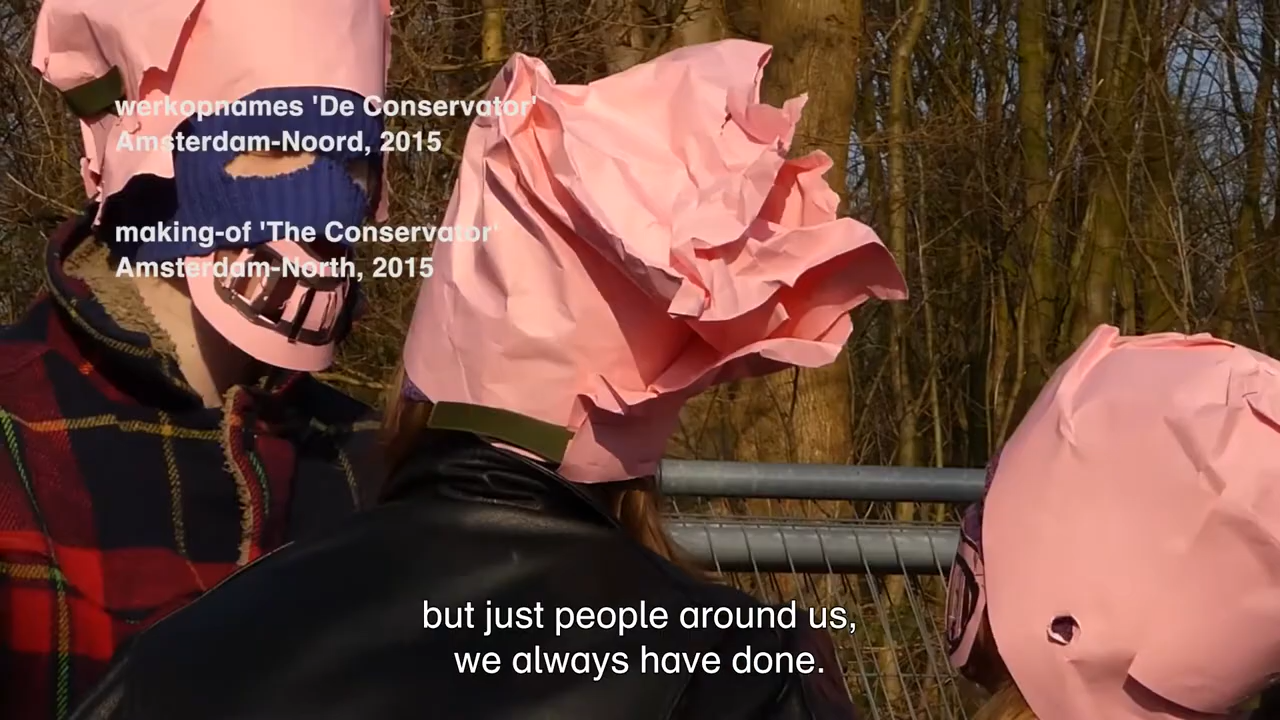 werkopnames 'De Conservator'
Amsterdam-Noord, 2015
making-of 'The Conservator'
Amsterdam-North, 2015
but just people around us,
we always have done.